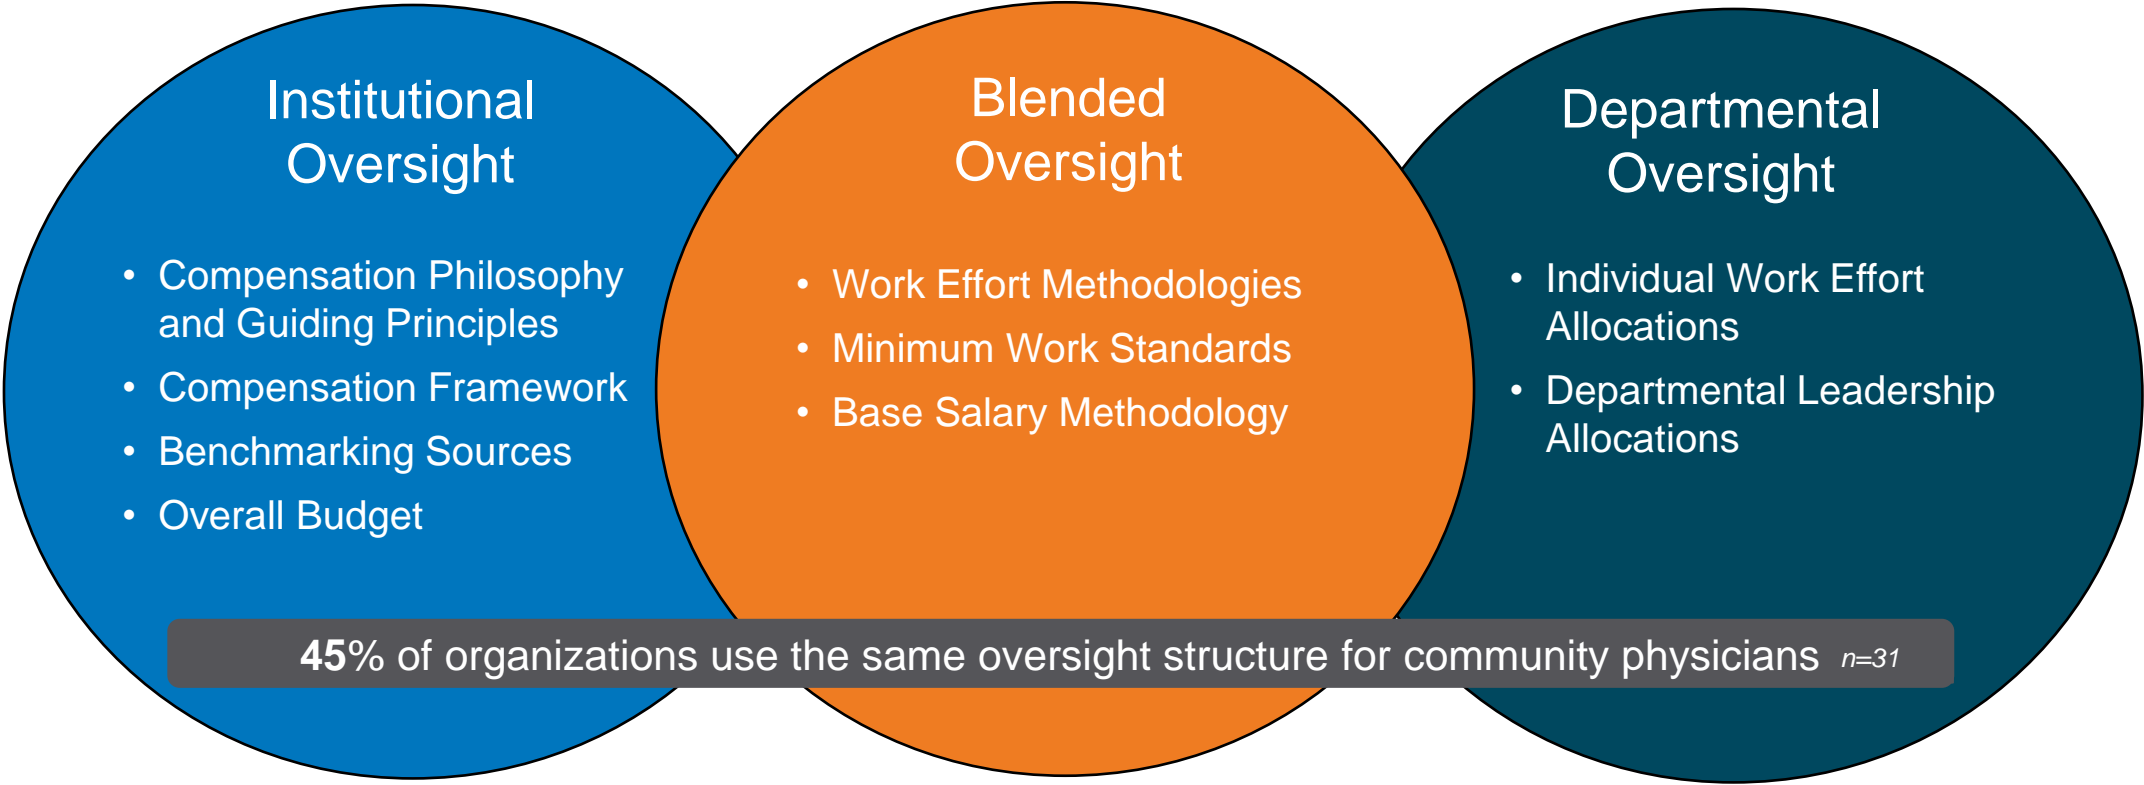 Institutional
Oversight
• Compensation Philosophy
and Guiding Principles
• Compensation Framework
• Benchmarking Sources
• Overall Budget
Blended
Oversight
• Work Effort Methodologies
• Minimum Work Standards
• Base Salary Methodology
Departmental
Oversight
• Individual Work Effort
Allocations
• Departmental Leadership
Allocations
45% of organizations use the same oversight structure for community physicians n=31